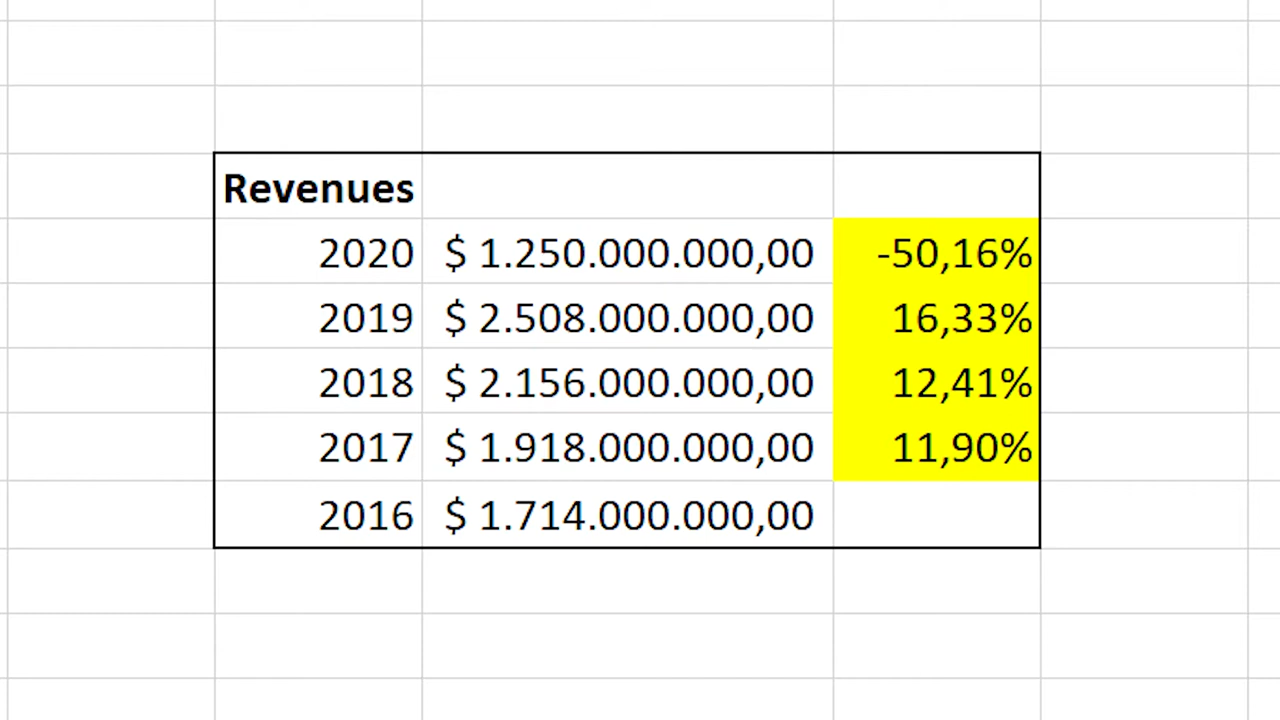 Revenues
2020 $ 1.250.000.000,00 -50,16%
2019 $ 2.508.000.000,00 16,33%
2018 $ 2.156.000.000,00 12,41%
2017 $ 1.918.000.000,00 11,90%
2016 $ 1.714.000.000,00